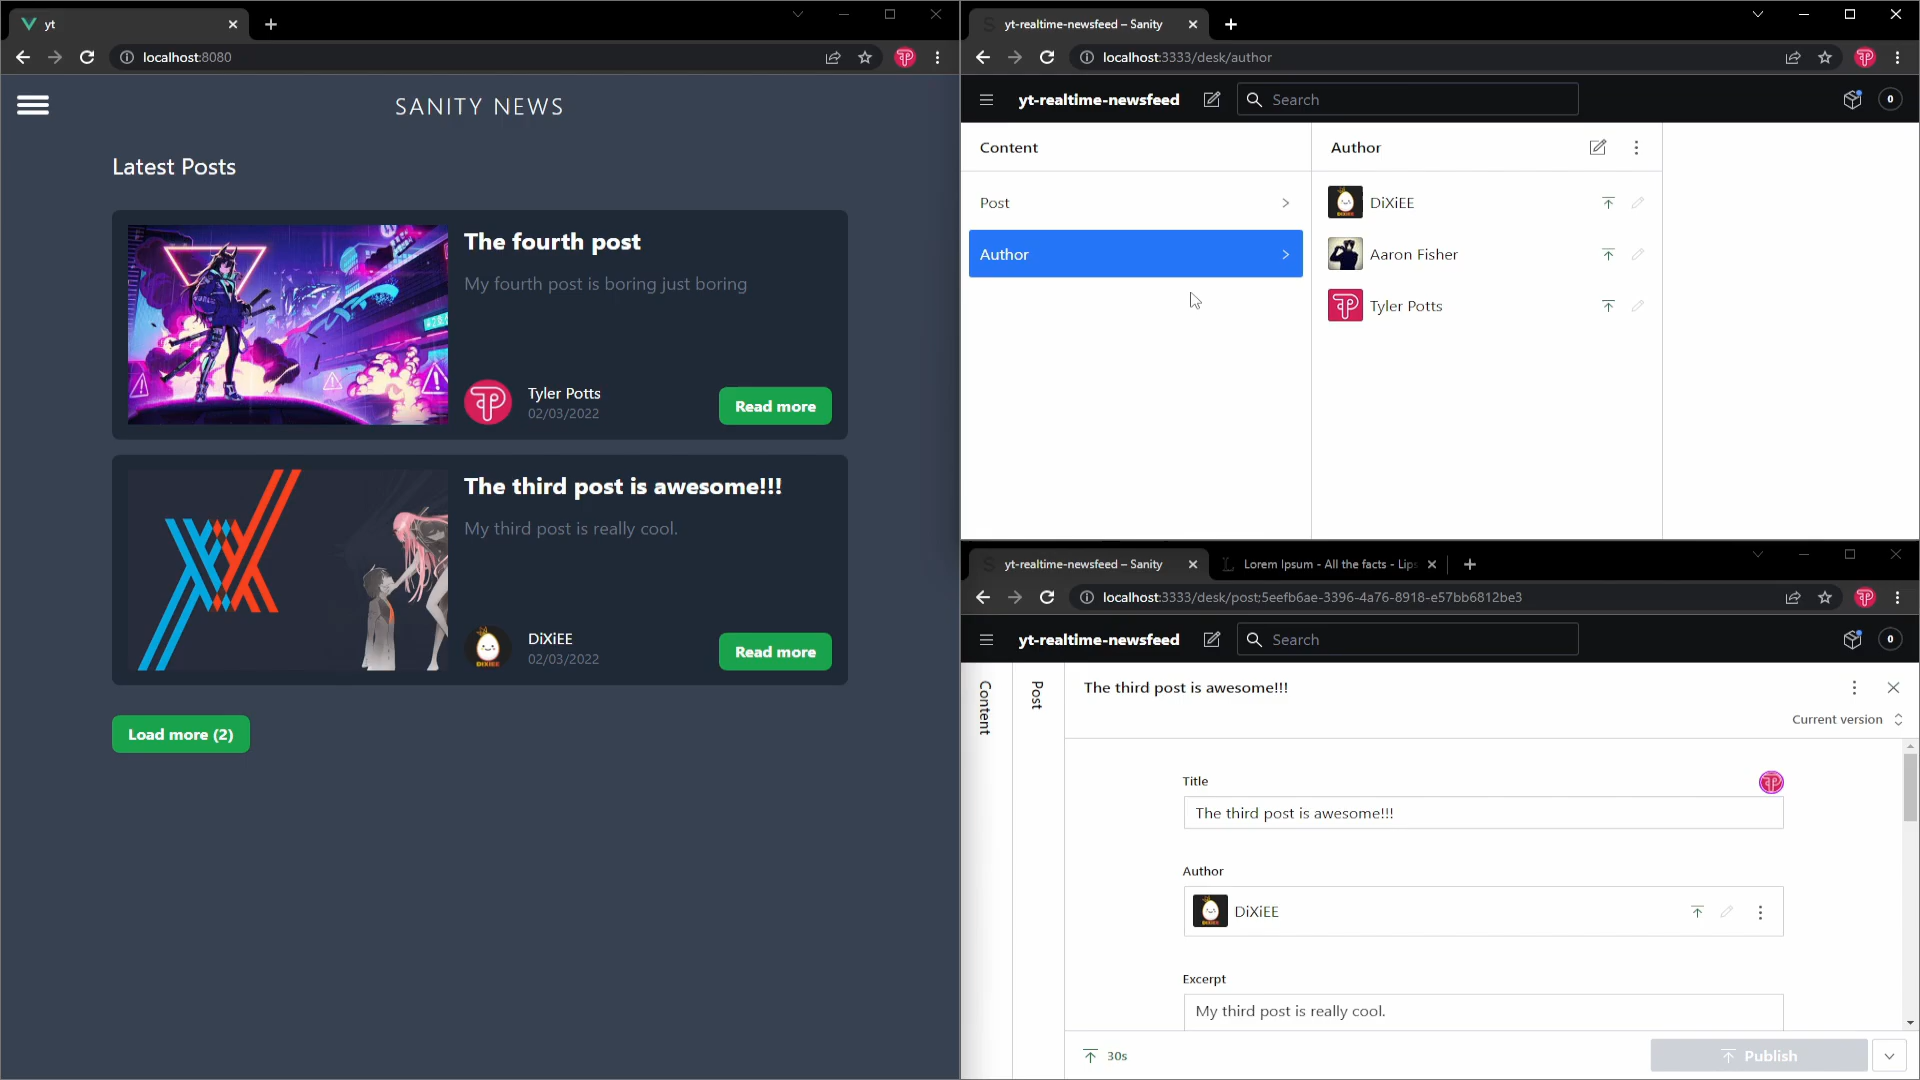 yt
localhost:8080
SANITY NEWS
Latest Posts
The fourth post
My fourth post is boring just boring
Tyler Potts
02/03/2022
Read more
The third post is awesome!!!
My third post is really cool.
DiXiEE
02/03/2022
Read more
Load more (2)
yt-realtime-newsfeed – Sanity
localhost:3333/desk/author
yt-realtime-newsfeed
Search
0
Content
Author
Post
Author
DiXiEE
Aaron Fisher
Tyler Potts
yt-realtime-newsfeed – Sanity
Lorem Ipsum - All the facts - Lips
localhost:3333/desk/post;5eefb6ae-3396-4a76-8918-e57bb6812be3
yt-realtime-newsfeed
Search
0
Content
Post
The third post is awesome!!!
Current version
Title
The third post is awesome!!!
Author
DiXiEE
Excerpt
My third post is really cool.
30s
Publish